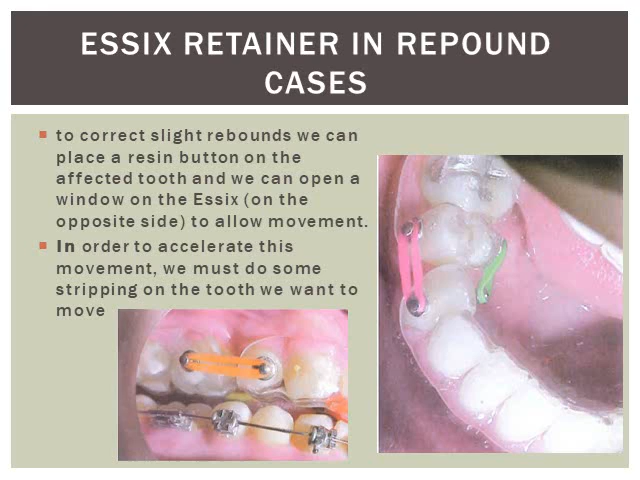 ESSIX RETAINER IN REPOUND
CASES
to correct slight rebounds we can
place a resin button on the
affected tooth and we can open a
window on the Essix (on the
opposite side) to allow movement.
In order to accelerate this
movement, we must do some
stripping on the tooth we want to
move